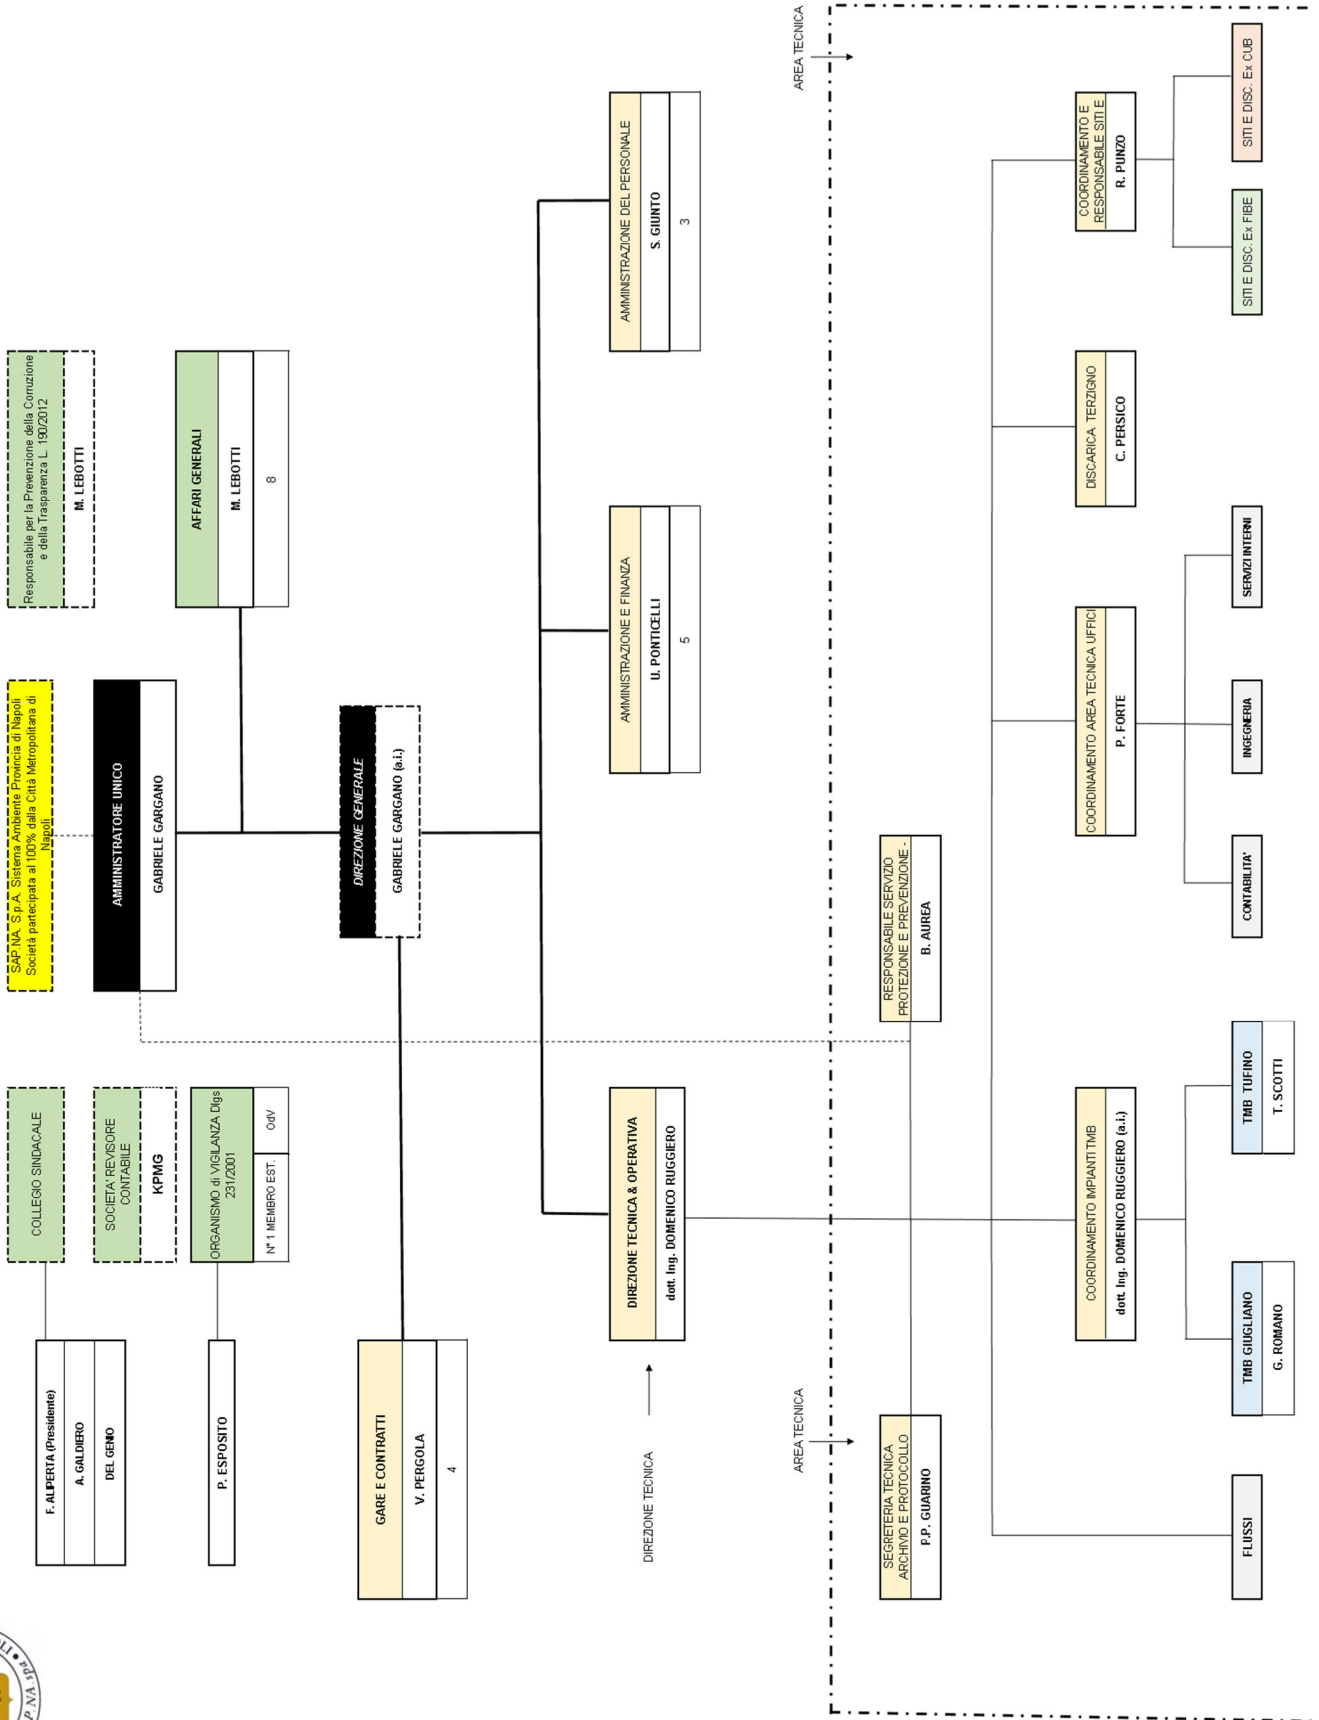 SAP.NA. S.p.A. Sistema Ambiente Provincia di Napoli
Società partecipata al 100% dalla Città Metropolitana di
Napoli
COLLEGIO SINDACALE
F. ALIPERTA (Presidente)
A. GALDIERO
DEL GENIO
SOCIETA' REVISORE
CONTABILE
KPMG
ORGANISMO di VIGILANZA Dlgs
231/2001
N° 1 MEMBRO EST.
OdV
P. ESPOSITO
AMMINISTRATORE UNICO
GABRIELE GARGANO
Responsabile per la Prevenzione della Corruzione
e della Trasparenza L. 190/2012
M. LEBOTTI
AFFARI GENERALI
M. LEBOTTI
8
DIREZIONE GENERALE
GABRIELE GARGANO (a.i.)
GARE E CONTRATTI
V. PERGOLA
4
DIREZIONE TECNICA
DIREZIONE TECNICA & OPERATIVA
dott. Ing. DOMENICO RUGGIERO
AMMINISTRAZIONE E FINANZA
U. PONTICELLI
5
AMMINISTRAZIONE DEL PERSONALE
S. GIUNTO
3
AREA TECNICA
AREA TECNICA
SEGRETERIA TECNICA
ARCHIVIO E PROTOCOLLO
P.P. GUARINO
RESPONSABILE SERVIZIO
PROTEZIONE E PREVENZIONE -
B. AUREA
COORDINAMENTO IMPIANTI TMB
dott. Ing. DOMENICO RUGGIERO (a.i.)
COORDINAMENTO AREA TECNICA UFFICI
P. FORTE
DISCARICA TERZIGNO
C. PERSICO
COORDINAMENTO E
RESPONSABILE SITI E
R. PUNZO
FLUSSI
TMB GIUGLIANO
G. ROMANO
TMB TUFINO
T. SCOTTI
CONTABILITA'
INGEGNERIA
SERVIZI INTERNI
SITI E DISC. Ex FIBE
SITI E DISC. Ex CUB
P.NA.spa